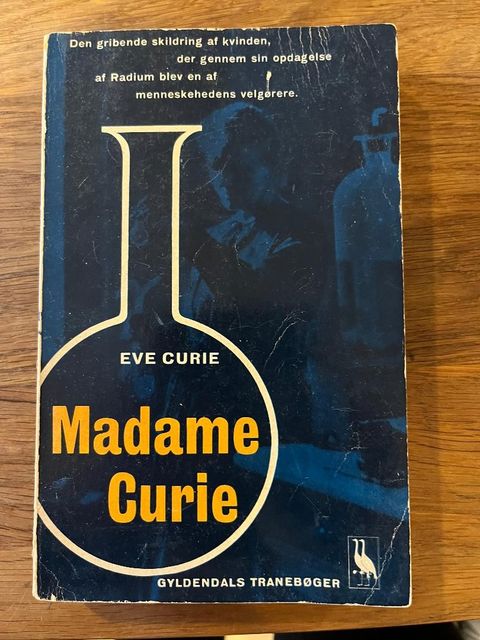 Den gribende skildring af kvinden,
der gennem sin opdagelse
af Radium blev en af
menneskehedens velgørere.
EVE CURIE
Madame
Curie
GYLDENDALS TRANEBØGER